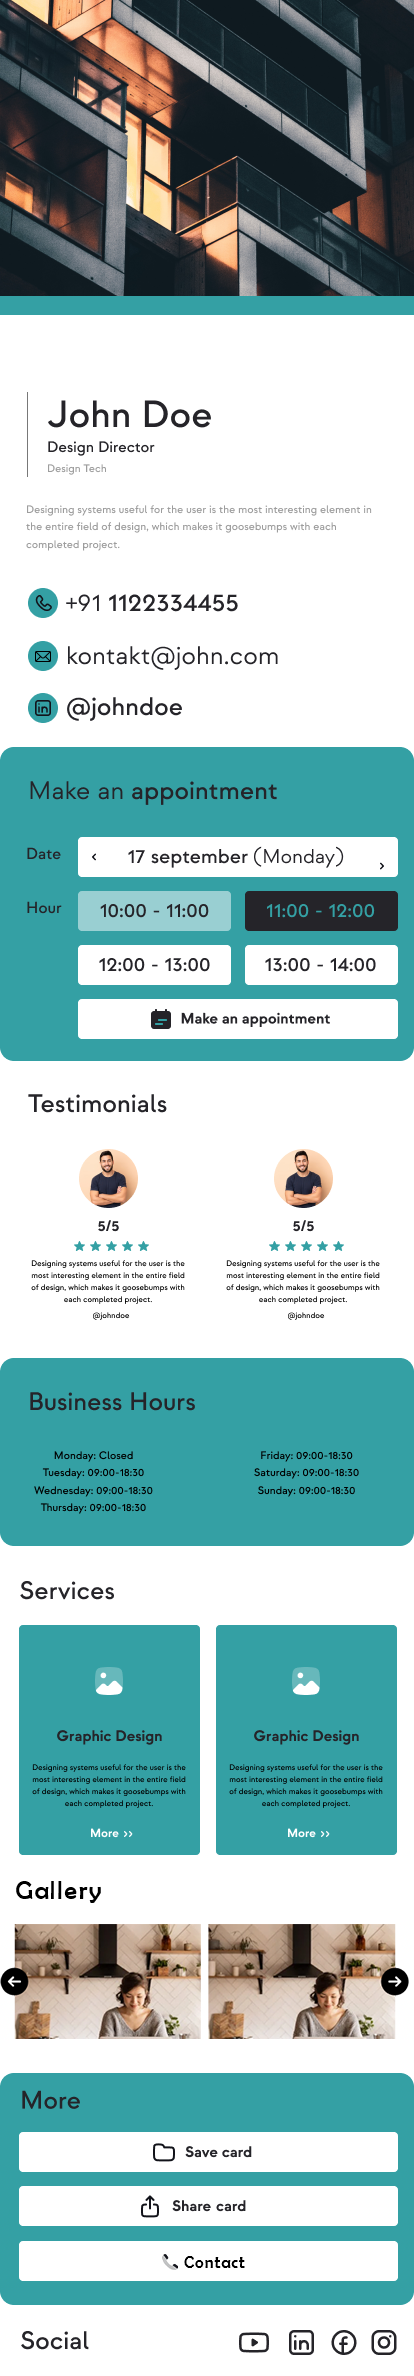 John Doe
Design Director
Design Tech
Designing systems useful for the user is the most interesting element in
the entire field of design, which makes it goosebumps with each
completed project.
+91 1122334455
kontakt@john.com
@johndoe
Make an appointment
Date
‹ 17 september (Monday) ›
Hour
10:00 - 11:00 11:00 - 12:00
12:00 - 13:00 13:00 - 14:00
Make an appointment
Testimonials
5/5
Designing systems useful for the user is the
most interesting element in the entire field
of design, which makes it goosebumps with
each completed project.
@johndoe
5/5
Designing systems useful for the user is the
most interesting element in the entire field
of design, which makes it goosebumps with
each completed project.
@johndoe
Business Hours
Monday: Closed
Tuesday: 09:00-18:30
Wednesday: 09:00-18:30
Thursday: 09:00-18:30
Friday: 09:00-18:30
Saturday: 09:00-18:30
Sunday: 09:00-18:30
Services
Graphic Design
Designing systems useful for the user is the
most interesting element in the entire field
of design, which makes it goosebumps with
each completed project.
More ››
Graphic Design
Designing systems useful for the user is the
most interesting element in the entire field
of design, which makes it goosebumps with
each completed project.
More ››
Gallery
More
Save card
Share card
Contact
Social